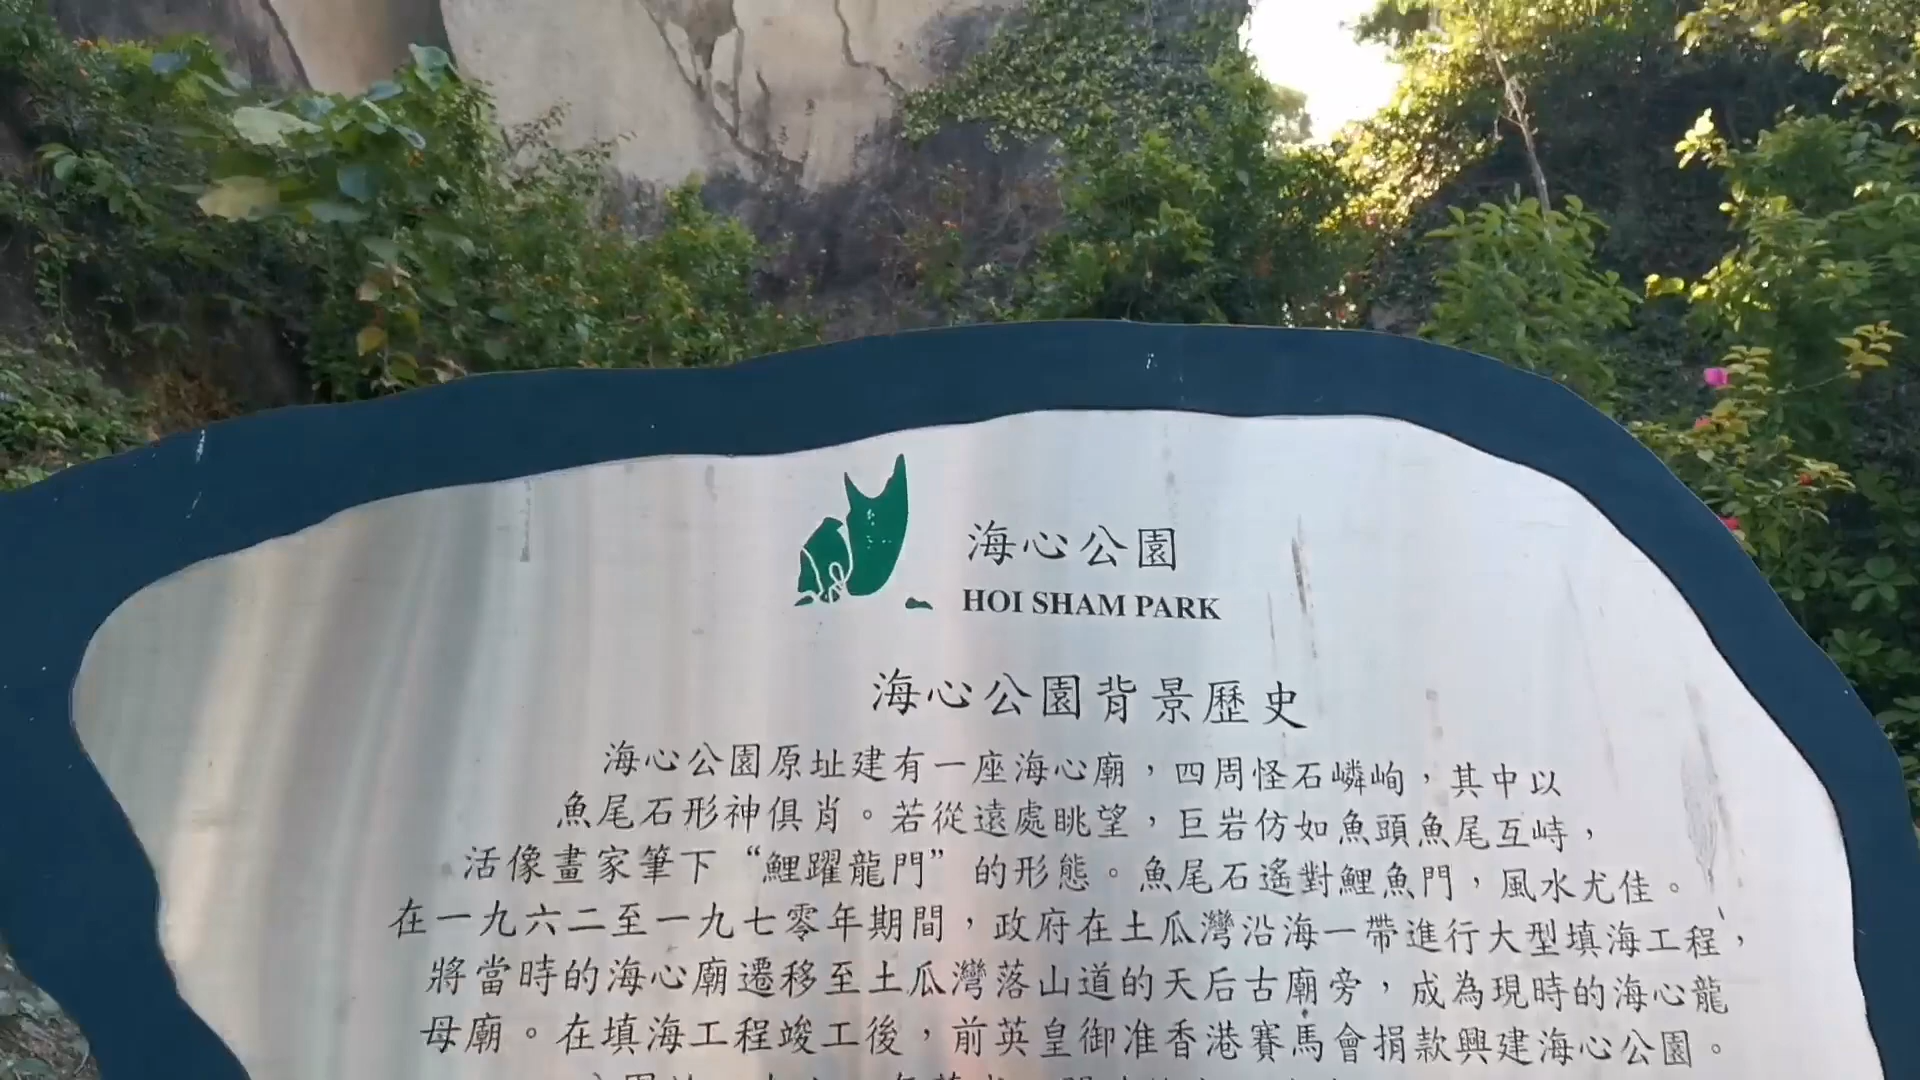 海心公園
HOI SHAM PARK
海心公園背景歷史
海心公園原址建有一座海心廟，四周怪石嶙峋，其中以
魚尾石形神俱肖。若從遠處眺望，巨岩仿如魚頭魚尾互峙，
活像畫家筆下“鯉躍龍門”的形態。魚尾石遙對鯉魚門，風水尤佳。
在一九六二至一九七零年期間，政府在土瓜灣沿海一帶進行大型填海工程，
將當時的海心廟遷移至土瓜灣落山道的天后古廟旁，成為現時的海心龍
母廟。在填海工程竣工後，前英皇御准香港賽馬會捐款興建海心公園。